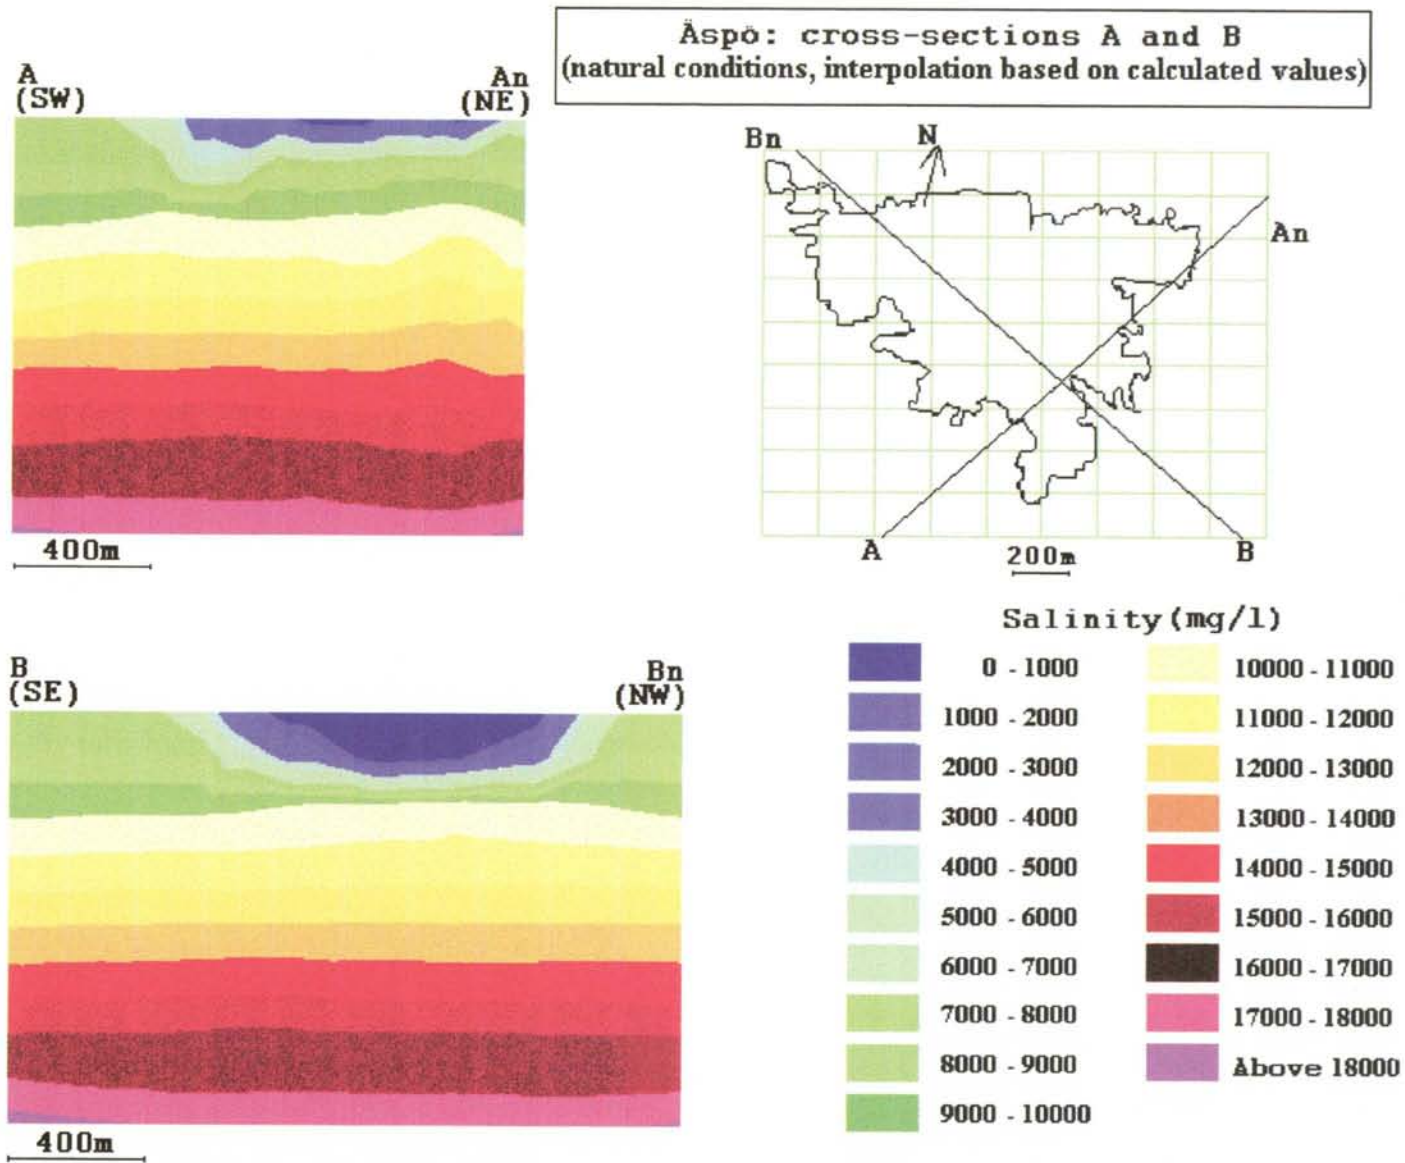 Äspö: cross-sections A and B
(natural conditions, interpolation based on calculated values)
A
(SW)
An
(NE)
400m
Bn
N
An
A
B
200m
B
(SE)
Bn
(NW)
400m
Salinity (mg/l)
0 - 1000
1000 - 2000
2000 - 3000
3000 - 4000
4000 - 5000
5000 - 6000
6000 - 7000
7000 - 8000
8000 - 9000
9000 - 10000
10000 - 11000
11000 - 12000
12000 - 13000
13000 - 14000
14000 - 15000
15000 - 16000
16000 - 17000
17000 - 18000
Above 18000